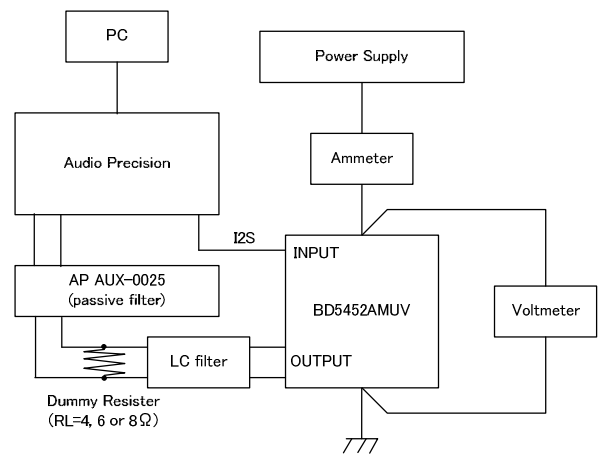 PC
Power Supply
Audio Precision
Ammeter
I2S
INPUT
AP AUX-0025
(passive filter)
BD5452AMUV
Voltmeter
LC filter
OUTPUT
Dummy Resister
(RL=4, 6 or 8Ω)